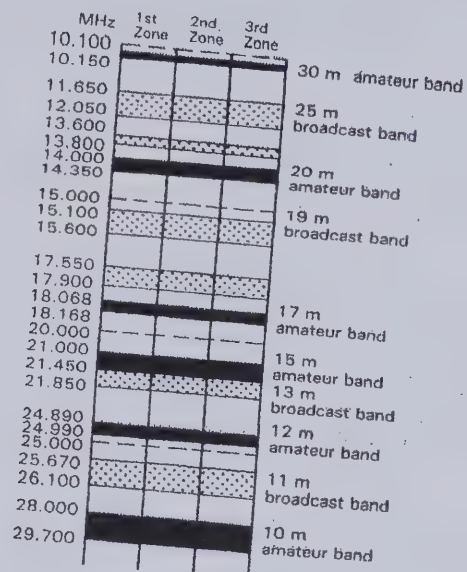 MHz 1st Zone 2nd Zone 3rd Zone
10.100
10.150
30 m amateur band
11.650
12.050
25 m
broadcast band
13.600
13.800
14.000
14.350
20 m
amateur band
15.000
15.100
15.600
19 m
broadcast band
17.550
17.900
18.068
18.168
17 m
amateur band
20.000
21.000
21.450
15 m
amateur band
21.850
13 m
broadcast band
24.890
24.990
25.000
12 m
amateur band
25.670
26.100
11 m
broadcast band
28.000
29.700
10 m
amateur band